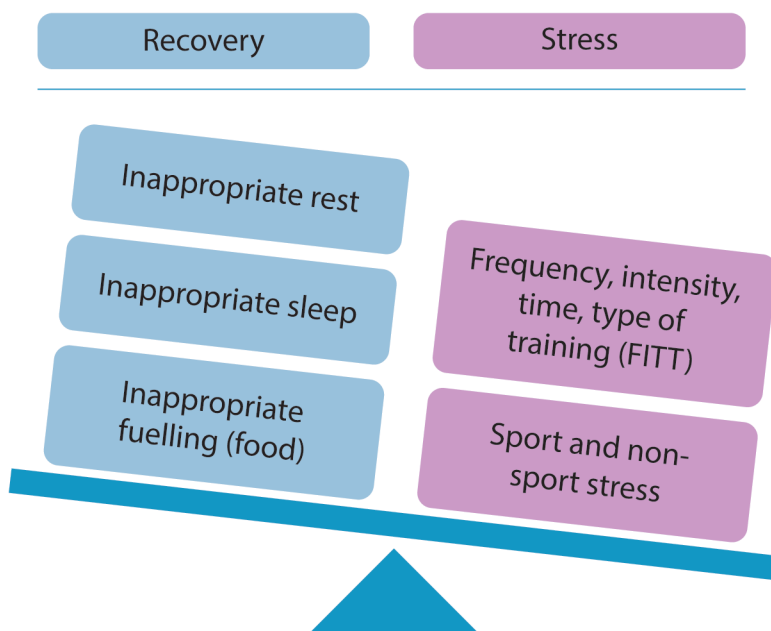 Recovery
Stress
Inappropriate rest
Inappropriate sleep
Inappropriate
fuelling (food)
Frequency, intensity,
time, type of
training (FITT)
Sport and non-
sport stress